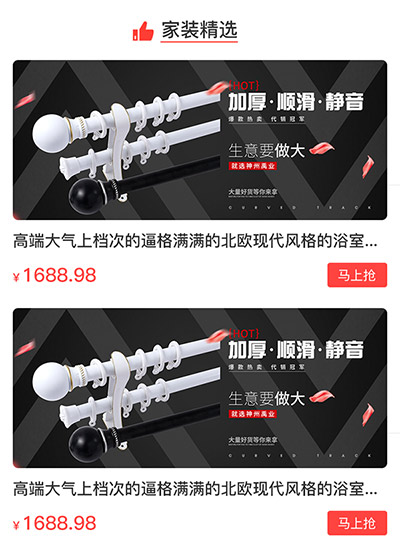 家装精选
[HOT]
加厚·顺滑·静音
爆款热卖 代销冠军
生意要做大
就选神州禹业
大量好货等你来拿
CURVED TRACK
高端大气上档次的逼格满满的北欧现代风格的浴室...
¥1688.98
马上抢
[HOT]
加厚·顺滑·静音
爆款热卖 代销冠军
生意要做大
就选神州禹业
大量好货等你来拿
CURVED TRACK
高端大气上档次的逼格满满的北欧现代风格的浴室...
¥1688.98
马上抢